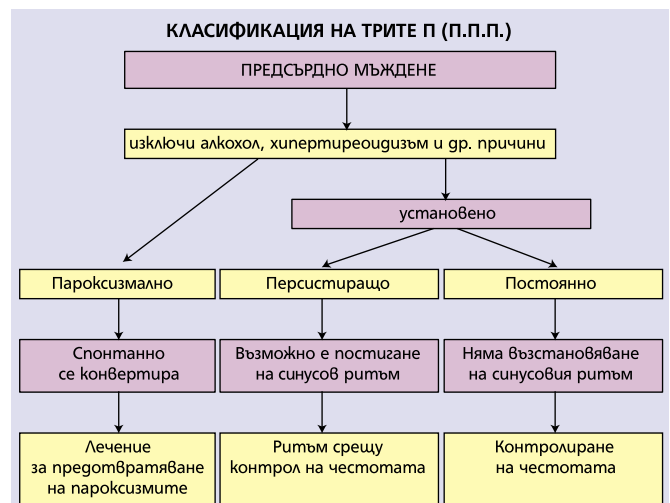 КЛАСИФИКАЦИЯ НА ТРИТЕ П (П.П.П.)
ПРЕДСЪРДНО МЪЖДЕНЕ
изключи алкохол, хипертиреоидизъм и др. причини
установено
Пароксизмално
Персистиращо
Постоянно
Спонтанно
се конвертира
Възможно е постигане
на синусов ритъм
Няма възстановяване
на синусовия ритъм
Лечение
за предотвратяване
на пароксизмите
Ритъм срещу
контрол на честотата
Контролиране
на честотата